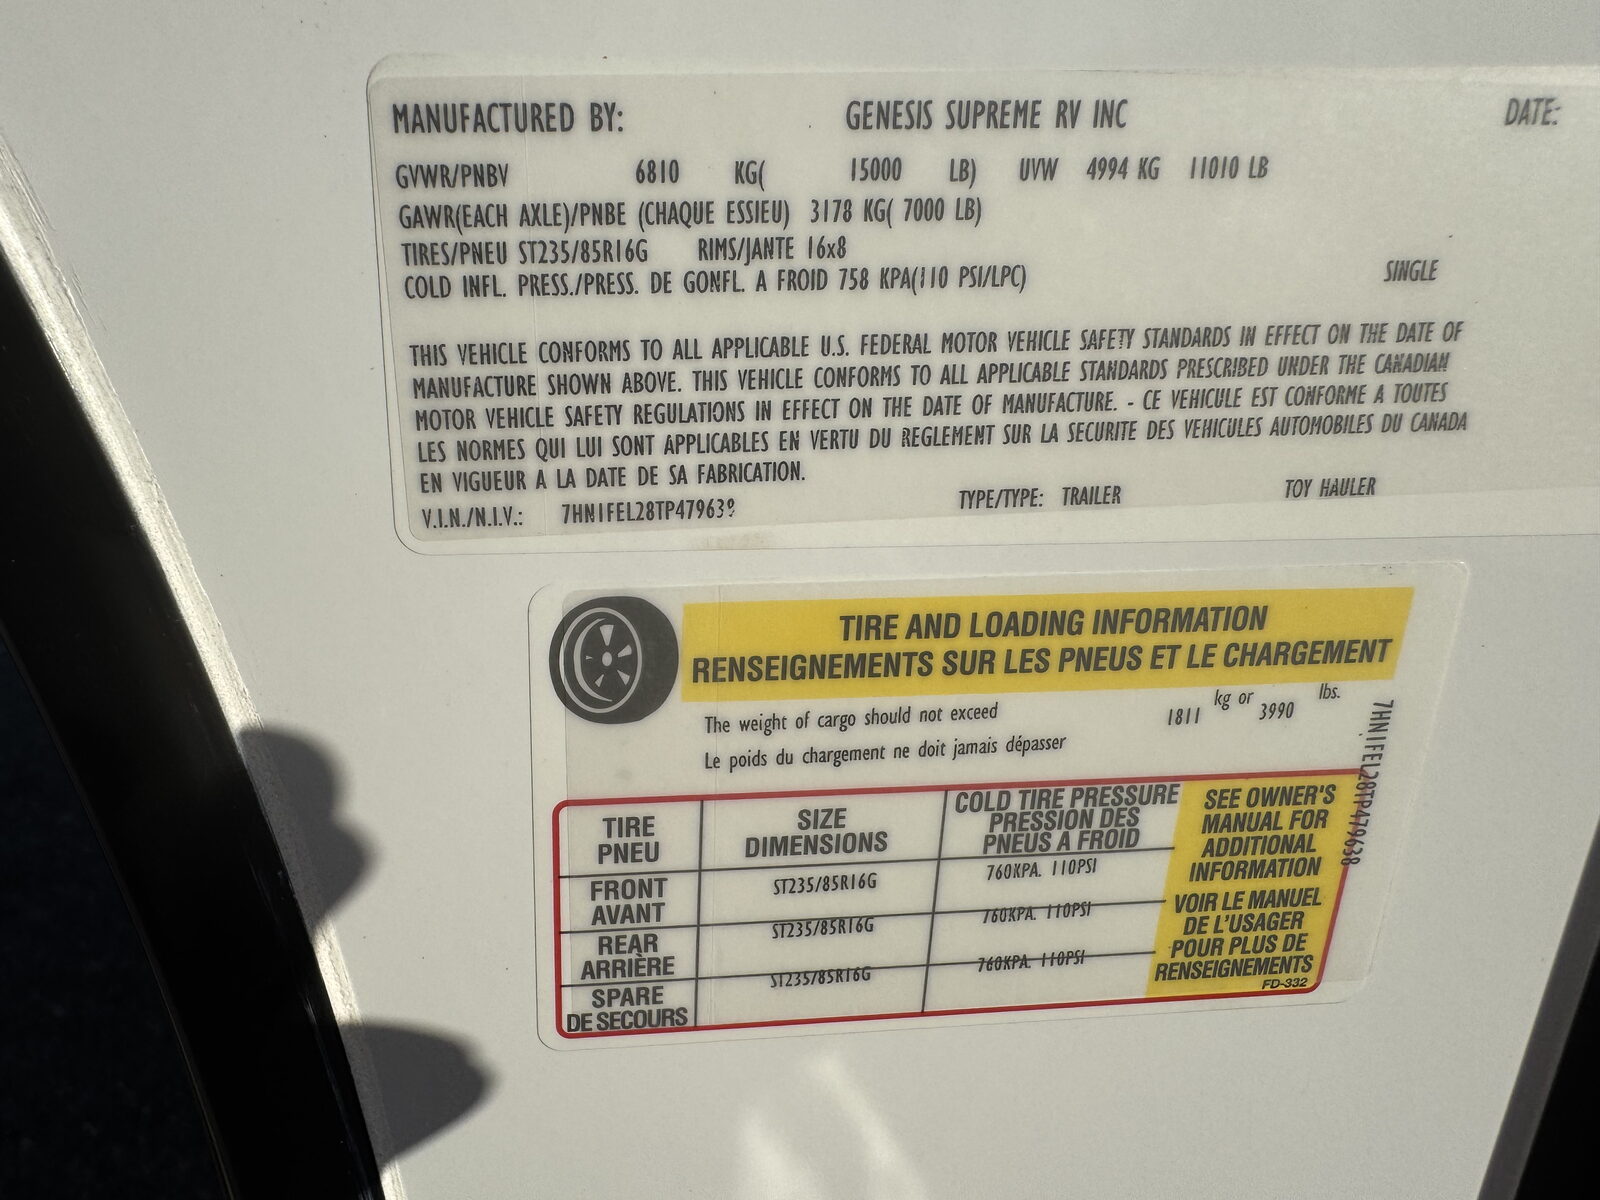 MANUFACTURED BY: GENESIS SUPREME RV INC DATE:
GVWR/PNBV 6810 KG( 15000 LB) UVW 4994 KG 11010 LB
GAWR(EACH AXLE)/PNBE (CHAQUE ESSIEU) 3178 KG( 7000 LB)
TIRES/PNEU ST235/85R16G RIMS/JANTE 16x8
COLD INFL. PRESS./PRESS. DE GONFL. A FROID 758 KPA(110 PSI/LPC) SINGLE
THIS VEHICLE CONFORMS TO ALL APPLICABLE U.S. FEDERAL MOTOR VEHICLE SAFETY STANDARDS IN EFFECT ON THE DATE OF
MANUFACTURE SHOWN ABOVE. THIS VEHICLE CONFORMS TO ALL APPLICABLE STANDARDS PRESCRIBED UNDER THE CANADIAN
MOTOR VEHICLE SAFETY REGULATIONS IN EFFECT ON THE DATE OF MANUFACTURE. - CE VEHICULE EST CONFORME A TOUTES
LES NORMES QUI LUI SONT APPLICABLES EN VERTU DU REGLEMENT SUR LA SECURITE DES VEHICULES AUTOMOBILES DU CANADA
EN VIGUEUR A LA DATE DE SA FABRICATION.
V.I.N./N.I.V.: TYPE/TYPE: TRAILER TOY HAULER
TIRE AND LOADING INFORMATION
RENSEIGNEMENTS SUR LES PNEUS ET LE CHARGEMENT
The weight of cargo should not exceed 1811 kg or 3990 lbs.
Le poids du chargement ne doit jamais dépasser
7HN1FEL28TP479638
TIRE
PNEU
SIZE
DIMENSIONS
COLD TIRE PRESSURE
PRESSION DES
PNEUS A FROID
FRONT
AVANT
ST235/85R16G
760KPA. 110PSI
REAR
ARRIÈRE
ST235/85R16G
760KPA. 110PSI
SPARE
DE SECOURS
ST235/85R16G
760KPA. 110PSI
SEE OWNER'S
MANUAL FOR
ADDITIONAL
INFORMATION
VOIR LE MANUEL
DE L'USAGER
POUR PLUS DE
RENSEIGNEMENTS
FD-332